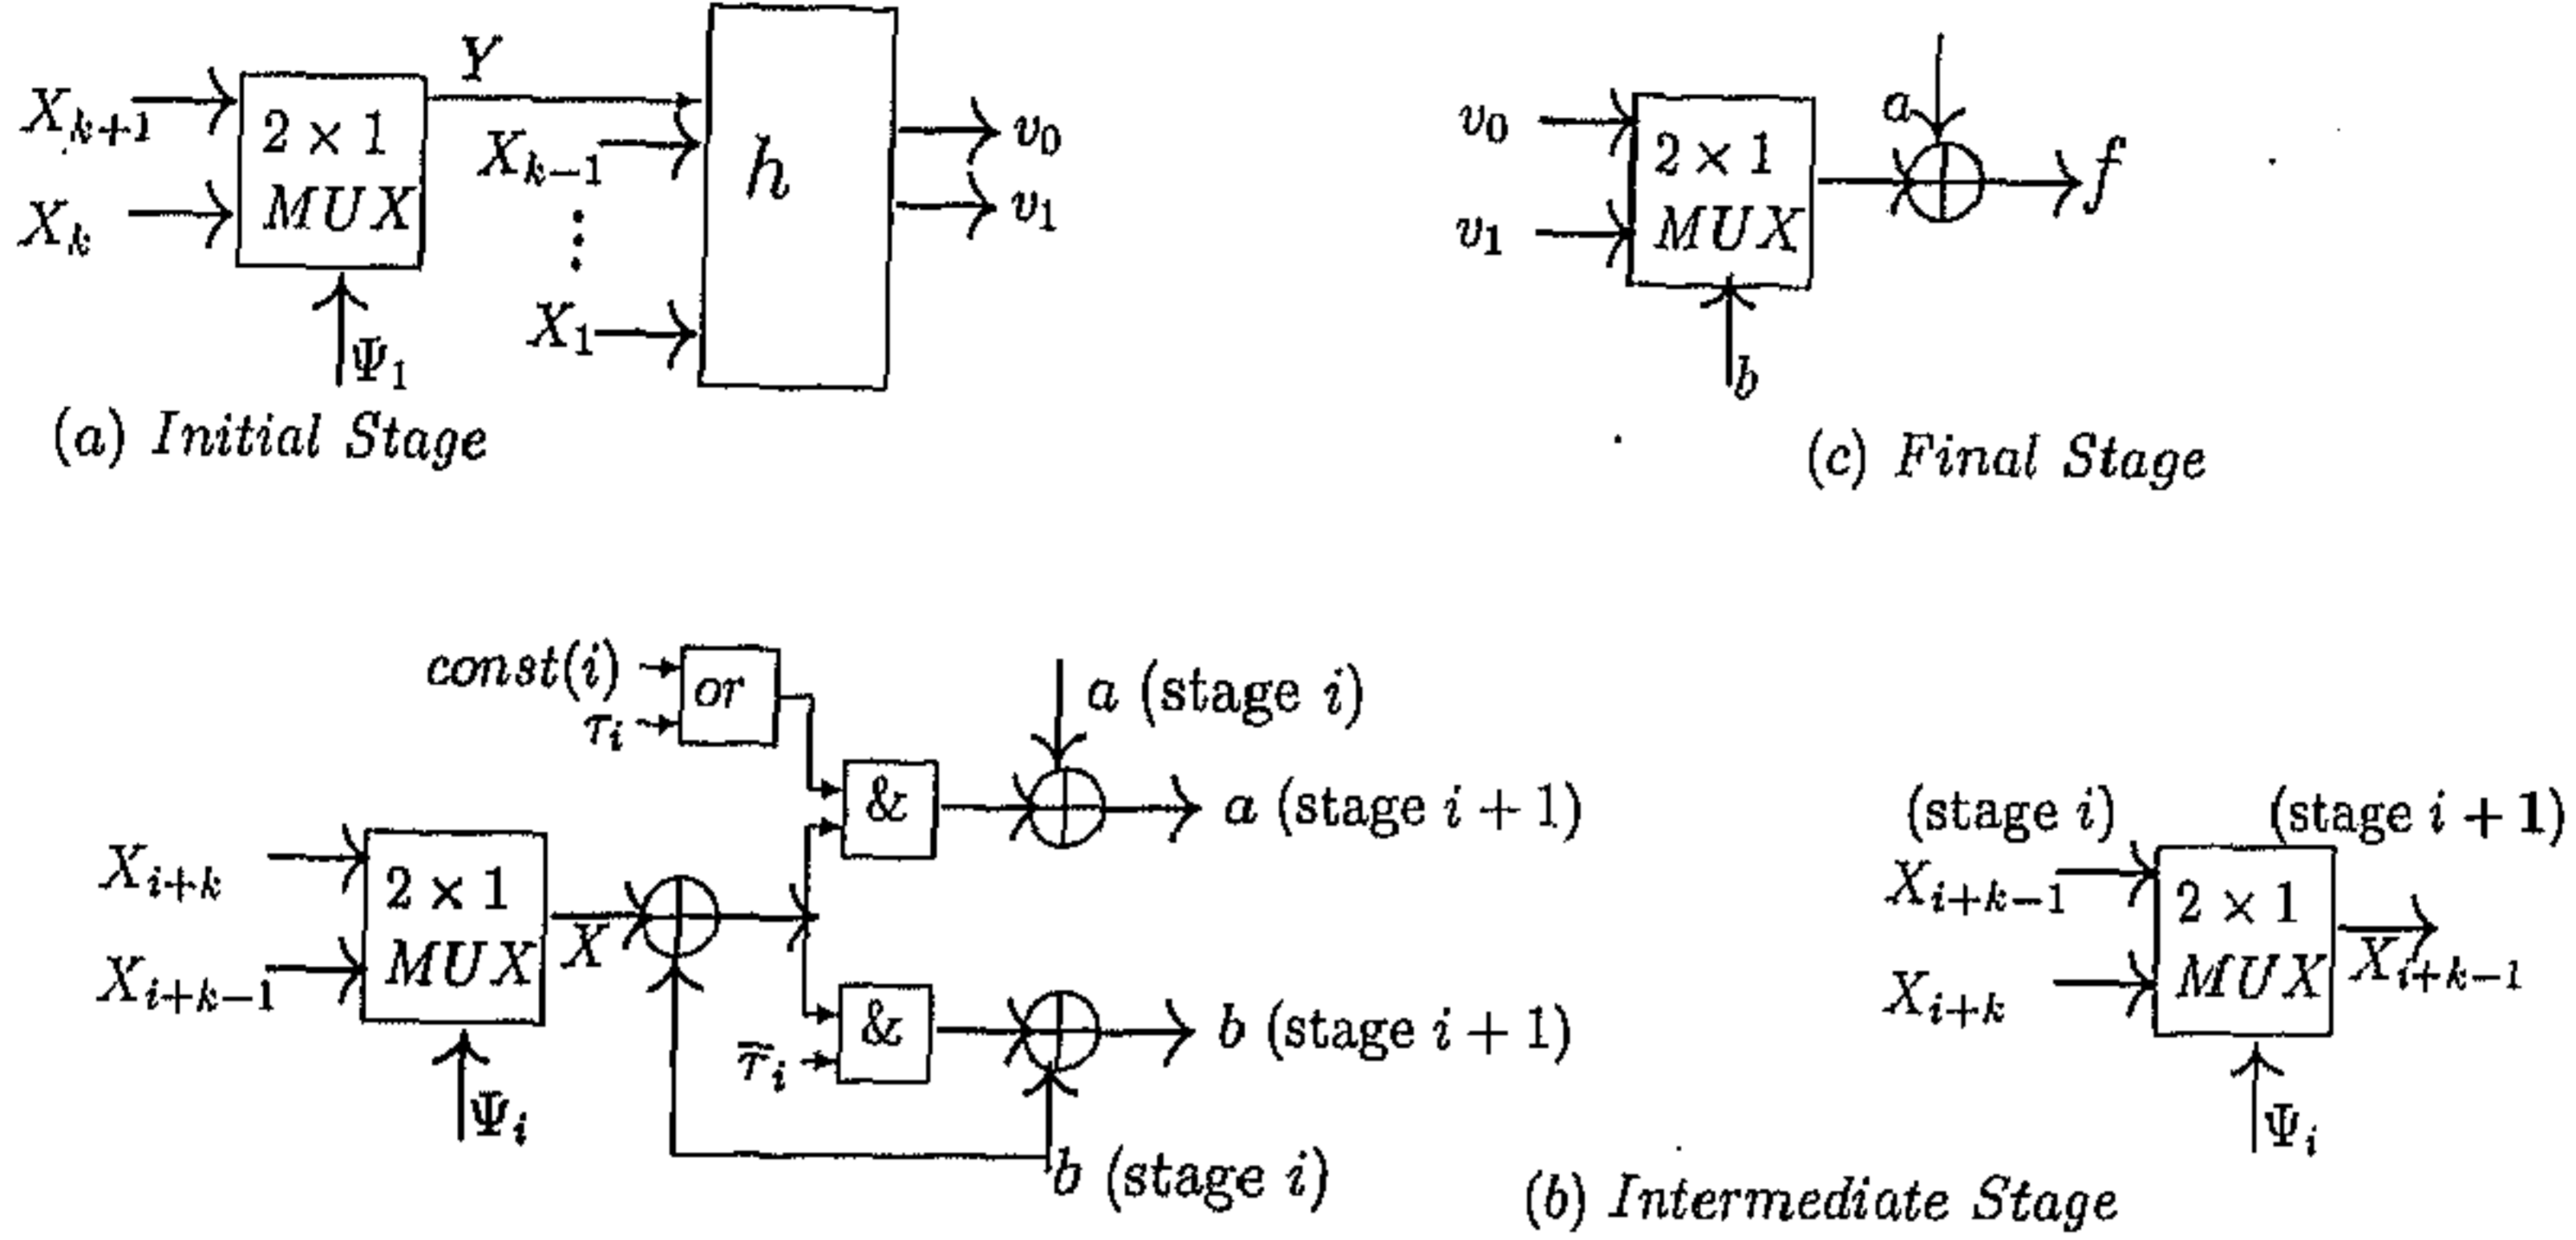 X_{k+1}
X_k
2 × 1
MUX
Ψ_1
Y
X_{k-1}
⋮
X_1
h
v_0
v_1
(a) Initial Stage
v_0
v_1
2 × 1
MUX
b
a
f
(c) Final Stage
const(i)
τ_i
or
&
a (stage i)
a (stage i + 1)
X_{i+k}
X_{i+k-1}
2 × 1
MUX
X
Ψ_i
&
\overline{τ}_i
b (stage i + 1)
b (stage i)
(stage i)
(stage i + 1)
X_{i+k-1}
X_{i+k}
2 × 1
MUX
X_{i+k-1}
Ψ_i
(b) Intermediate Stage